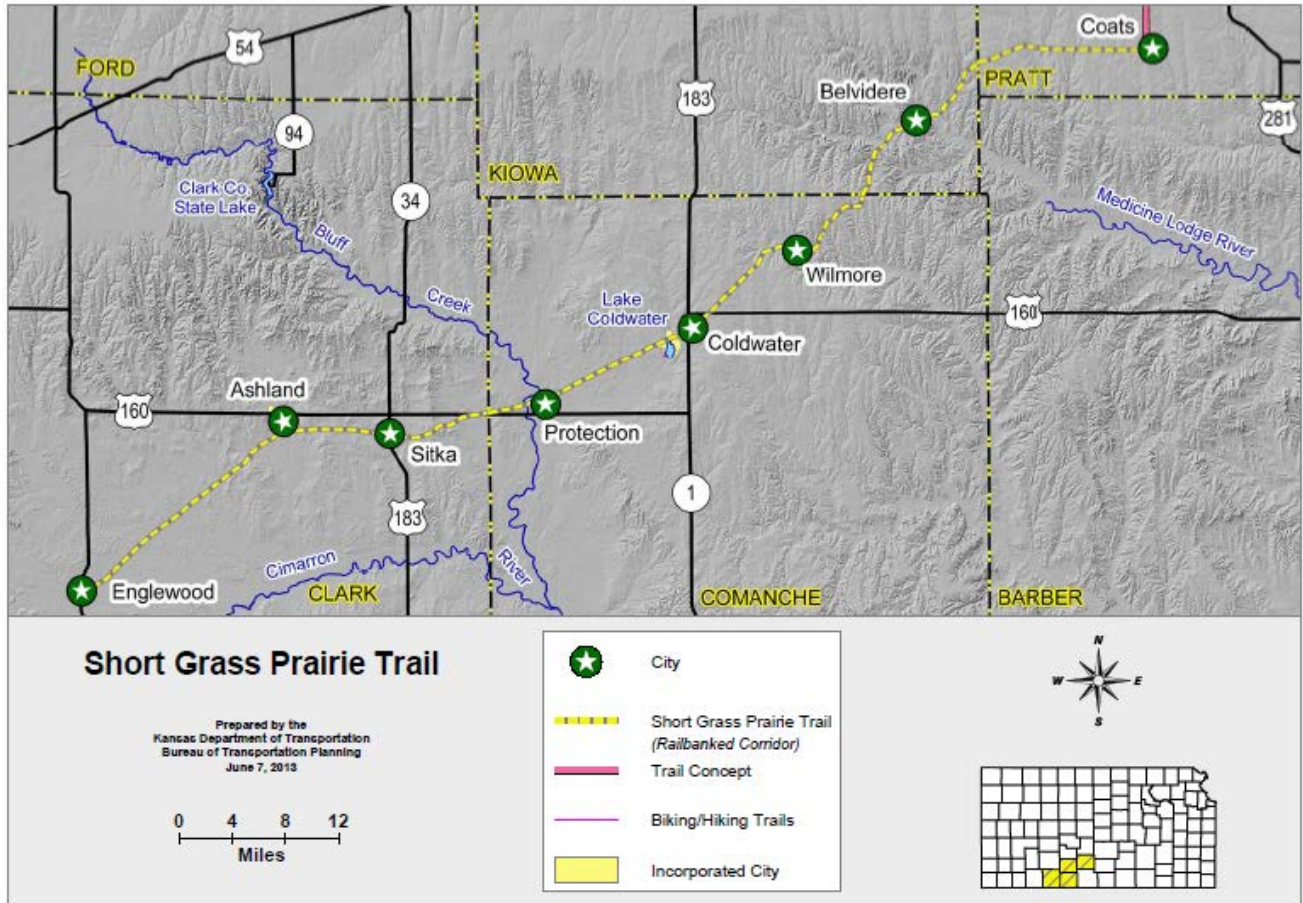 Coats
54
FORD
183
Belvidere
PRATT
281
94
KIOWA
Clark Co.
State Lake
34
Medicine Lodge River
Bluff
Wilmore
Creek
Lake
Coldwater
160
Coldwater
Ashland
160
Protection
Sitka
1
183
Cimarron
River
Englewood
CLARK
COMANCHE
BARBER
Short Grass Prairie Trail
Prepared by the
Kansas Department of Transportation
Bureau of Transportation Planning
June 7, 2013
0 4 8 12
Miles
City
Short Grass Prairie Trail
(Railbanked Corridor)
Trail Concept
Biking/Hiking Trails
Incorporated City
N
W E
S